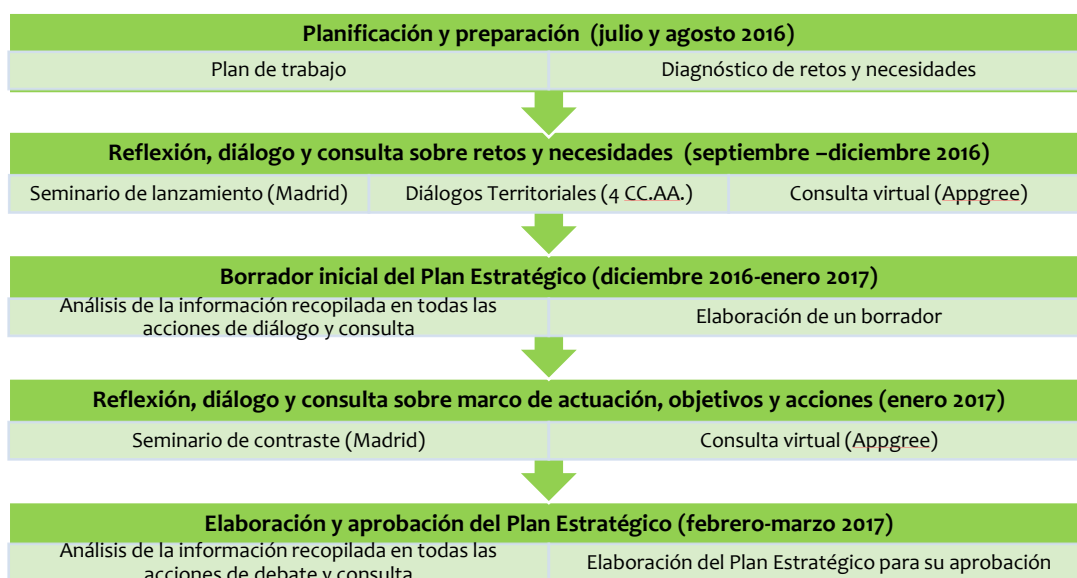 Planificación y preparación (julio y agosto 2016)
Plan de trabajo
Diagnóstico de retos y necesidades
Reflexión, diálogo y consulta sobre retos y necesidades (septiembre –diciembre 2016)
Seminario de lanzamiento (Madrid)
Diálogos Territoriales (4 CC.AA.)
Consulta virtual (Appgree)
Borrador inicial del Plan Estratégico (diciembre 2016-enero 2017)
Análisis de la información recopilada en todas las
acciones de diálogo y consulta
Elaboración de un borrador
Reflexión, diálogo y consulta sobre marco de actuación, objetivos y acciones (enero 2017)
Seminario de contraste (Madrid)
Consulta virtual (Appgree)
Elaboración y aprobación del Plan Estratégico (febrero-marzo 2017)
Análisis de la información recopilada en todas las
acciones de debate y consulta
Elaboración del Plan Estratégico para su aprobación